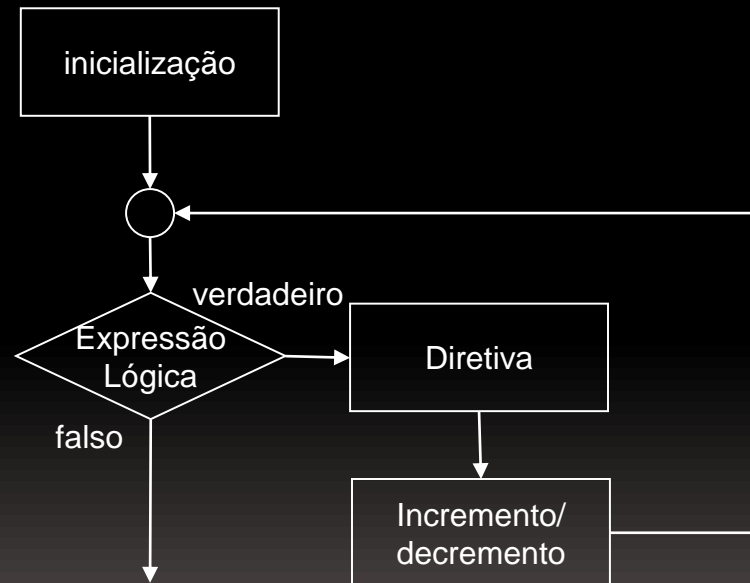 inicialização
verdadeiro
Expressão
Lógica
Diretiva
falso
Incremento/
decremento